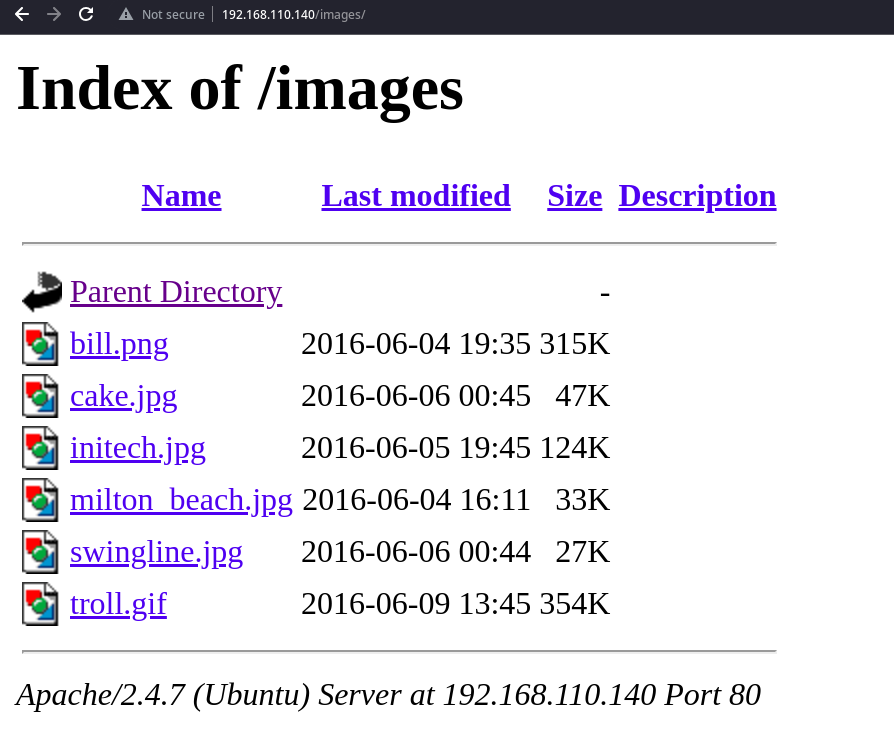 Not secure 192.168.110.140/images/
Index of /images
Name Last modified Size Description
Parent Directory -
bill.png 2016-06-04 19:35 315K
cake.jpg 2016-06-06 00:45 47K
initech.jpg 2016-06-05 19:45 124K
milton_beach.jpg 2016-06-04 16:11 33K
swingline.jpg 2016-06-06 00:44 27K
troll.gif 2016-06-09 13:45 354K
Apache/2.4.7 (Ubuntu) Server at 192.168.110.140 Port 80